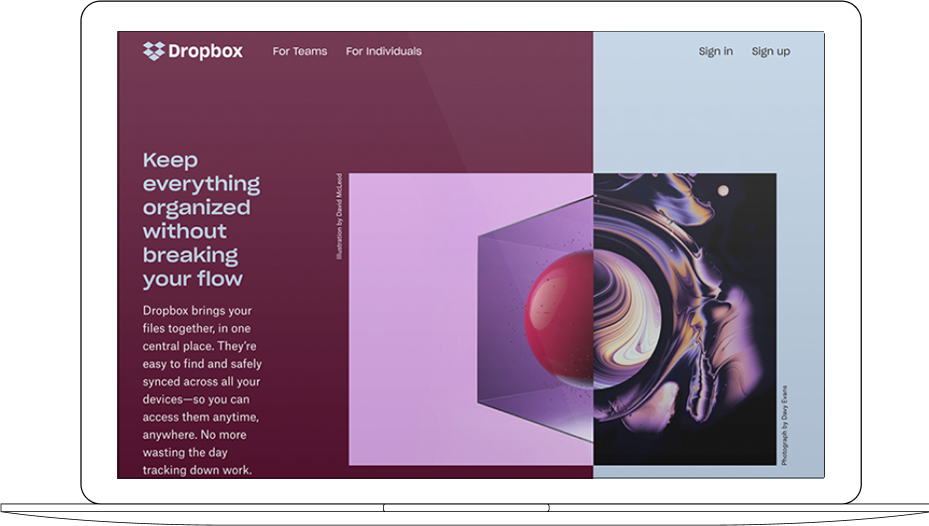 Dropbox For Teams For Individuals Sign in Sign up
Keep
everything
organized
without
breaking
your flow
Dropbox brings your
files together, in one
central place. They're
easy to find and safely
synced across all your
devices—so you can
access them anytime,
anywhere. No more
wasting the day
tracking down work.
Illustration by David McLeod
Photograph by Davy Evans